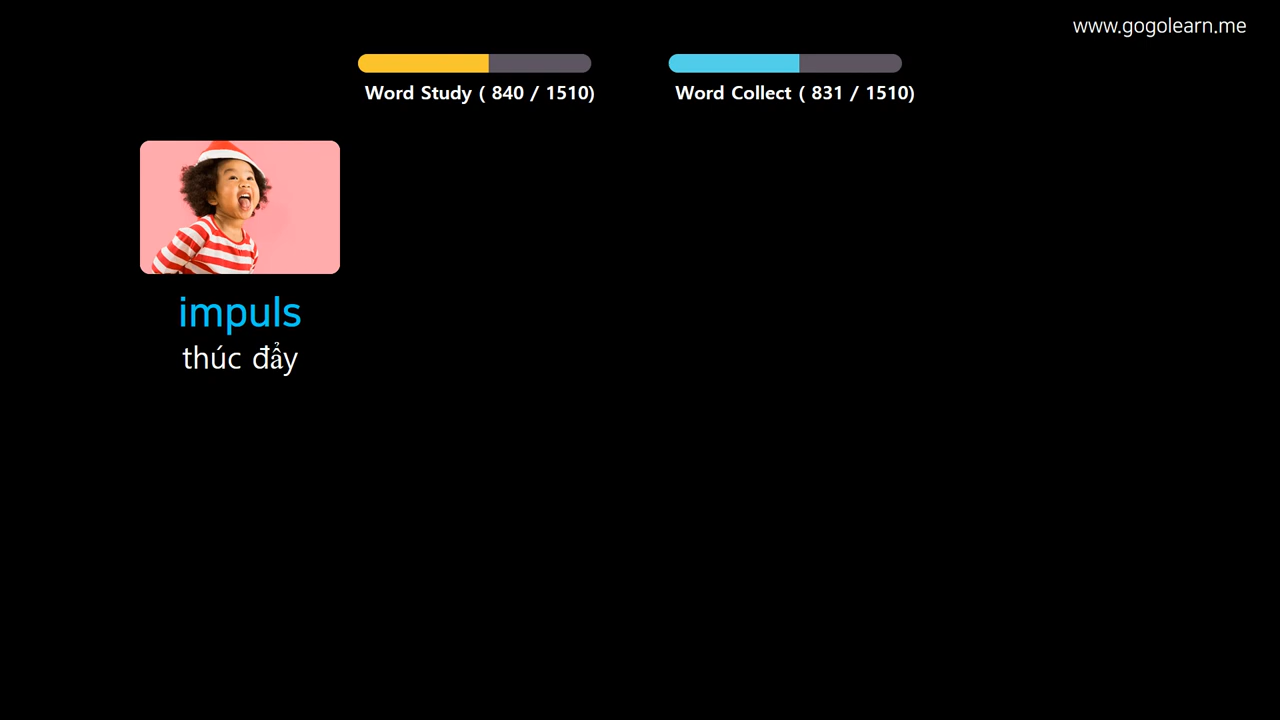 www.gogolearn.me
Word Study ( 840 / 1510)
Word Collect ( 831 / 1510)
impuls
thúc đẩy